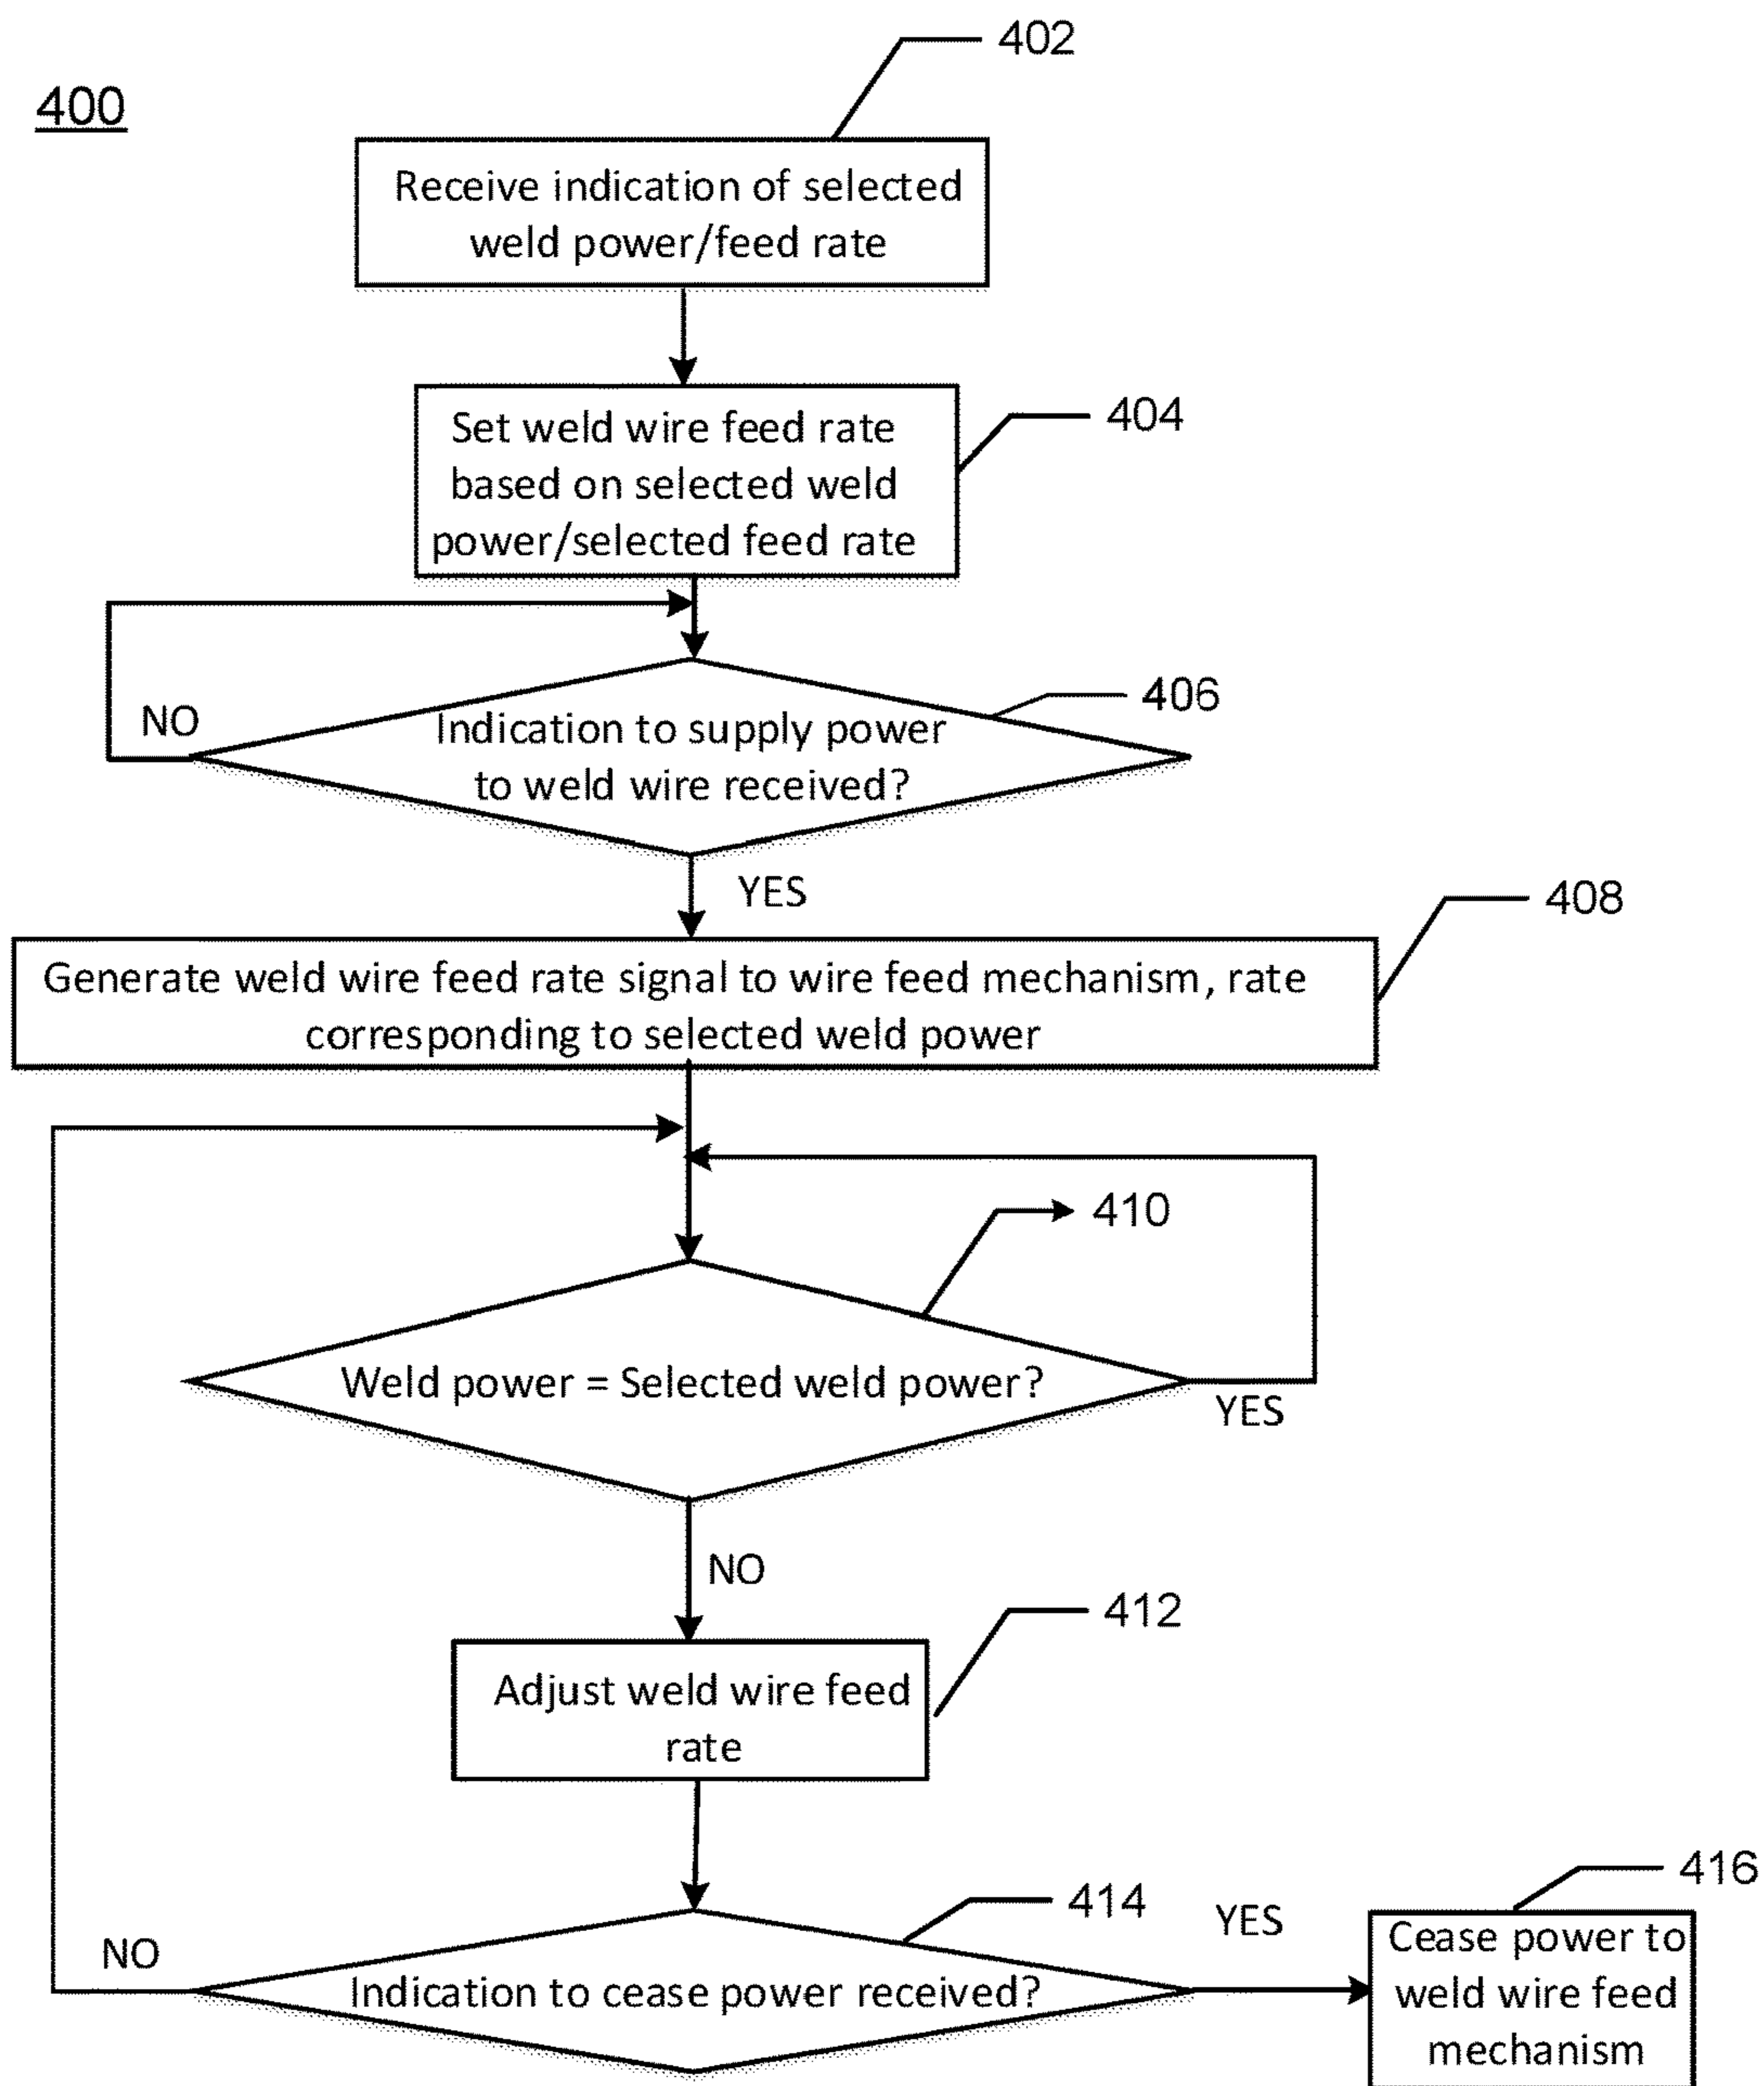 402
400
Receive indication of selected
weld power/feed rate
404
Set weld wire feed rate
based on selected weld
power/selected feed rate
406
NO
Indication to supply power
to weld wire received?
YES
408
Generate weld wire feed rate signal to wire feed mechanism, rate
corresponding to selected weld power
410
Weld power = Selected weld power?
YES
NO
412
Adjust weld wire feed
rate
416
414
YES
NO
Cease power to
weld wire feed
mechanism
Indication to cease power received?